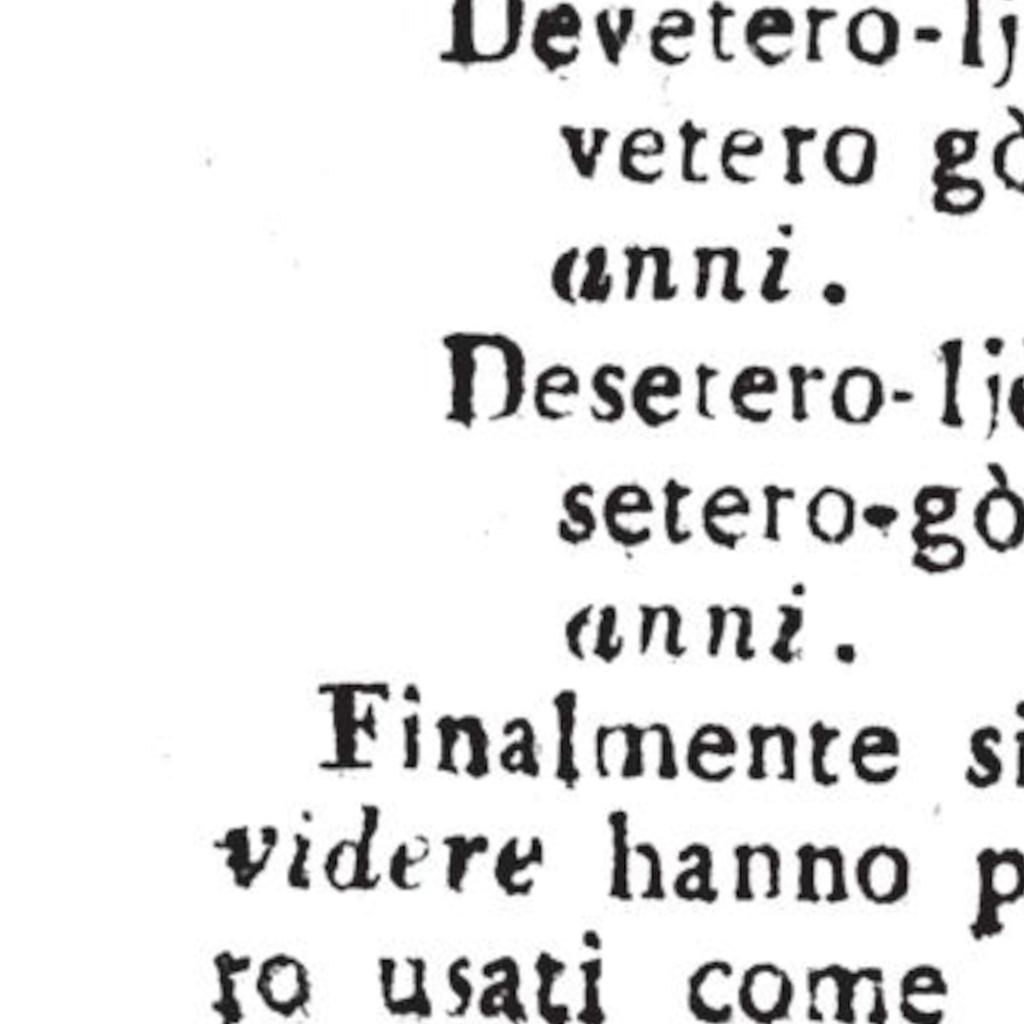 Devetero-lj
vetero gò
anni.
Desetero-lje
setero-gò
anni.
Finalmente si
videre hanno p
ro usati come